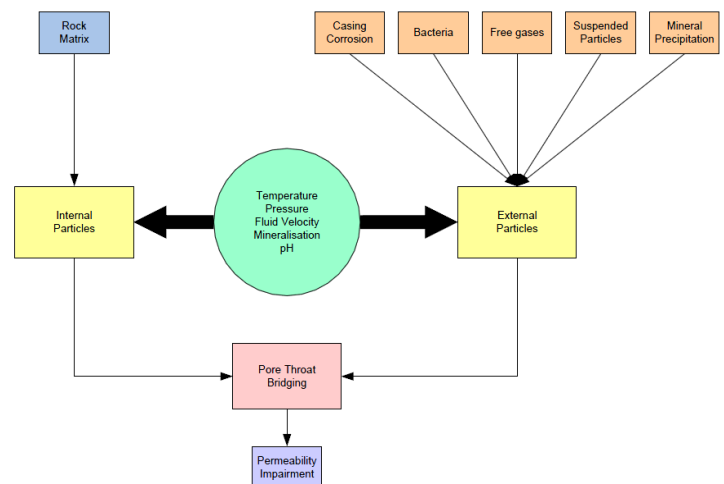 Rock
Matrix
Casing
Corrosion
Bacteria
Free gases
Suspended
Particles
Mineral
Precipitation
Internal
Particles
Temperature
Pressure
Fluid Velocity
Mineralisation
pH
External
Particles
Pore Throat
Bridging
Permeability
Impairment